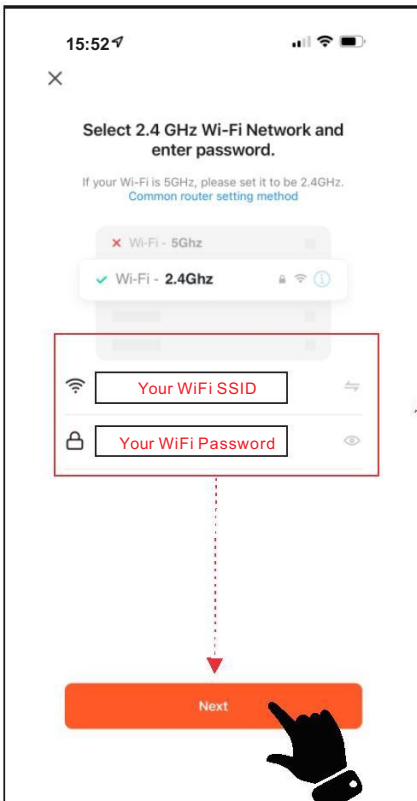 15:52
Select 2.4 GHz Wi-Fi Network and
enter password.
If your Wi-Fi is 5GHz, please set it to be 2.4GHz.
Common router setting method
Wi-Fi - 5Ghz
Wi-Fi - 2.4Ghz
Your WiFi SSID
Your WiFi Password
Next